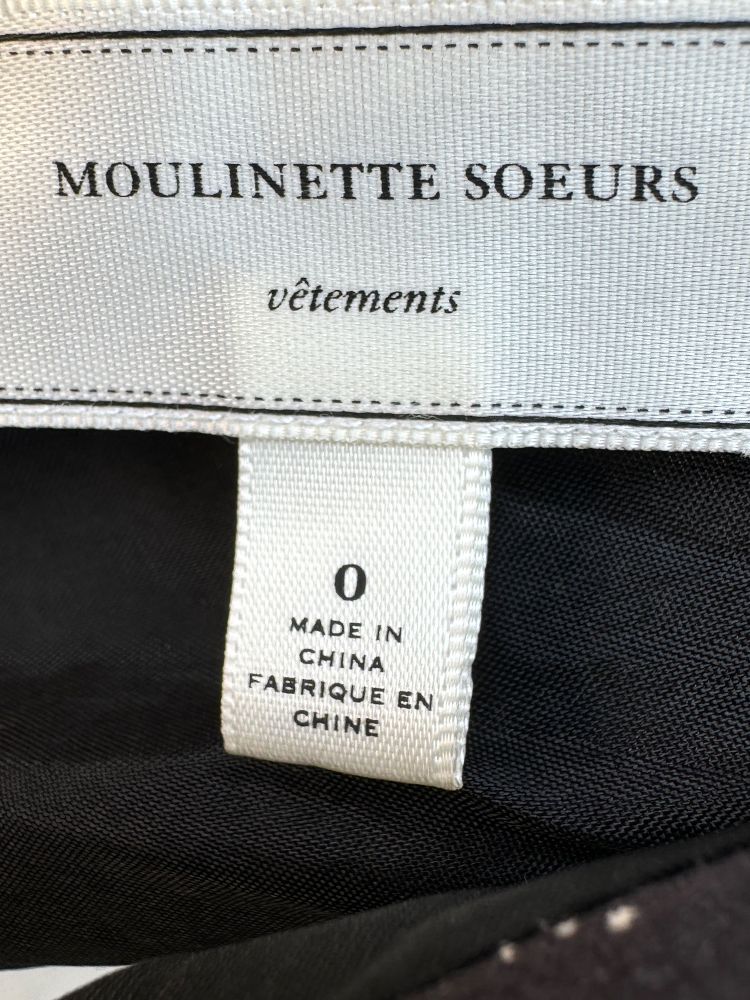 MOULINETTE SOEURS
vêtements
0
MADE IN
CHINA
FABRIQUE EN
CHINE